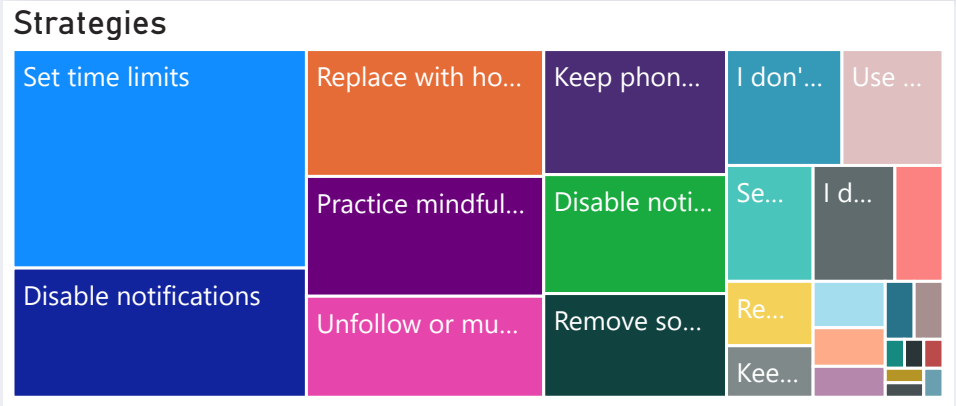 Strategies
Set time limits
Disable notifications
Replace with ho...
Practice mindful...
Unfollow or mu...
Keep phon...
Disable noti...
Remove so...
I don'...
Use ...
Se...
I d...
Re...
Kee...